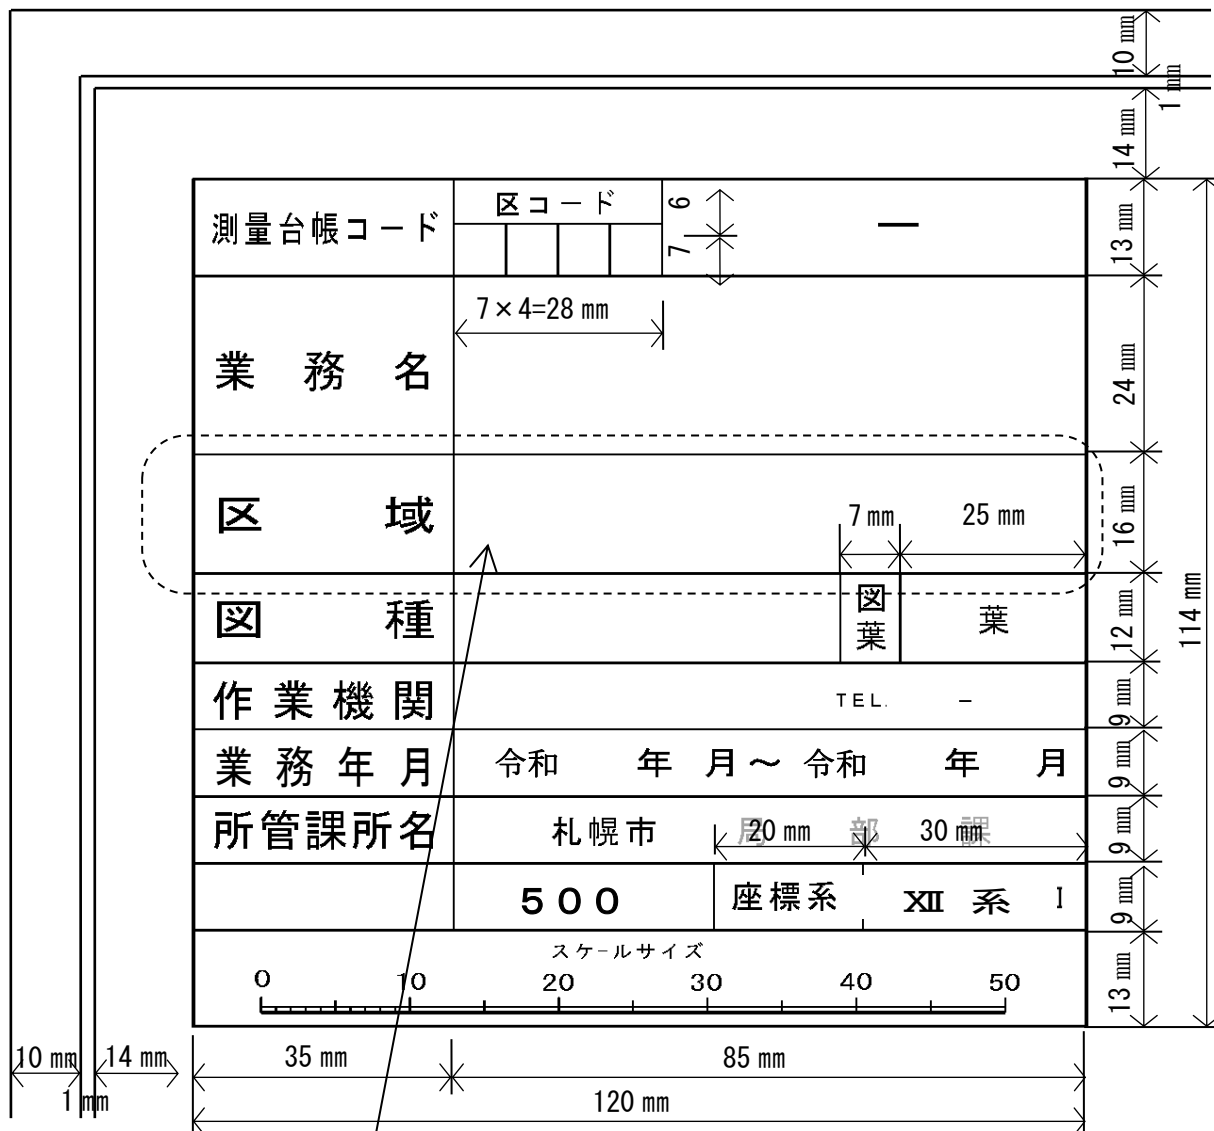 10 mm
1 mm
14 mm
測量台帳コード
区コード
6
7
ー
13 mm
7×4=28 mm
業務名
24 mm
区域
7 mm
25 mm
16 mm
図種
図葉
葉
12 mm
114 mm
作業機関
TEL. −
9 mm
業務年月
令和 年 月～令和 年 月
9 mm
所管課所名
札幌市 局 部 課
20 mm
30 mm
9 mm
500
座標系
XII 系 I
9 mm
スケールサイズ
0 10 20 30 40 50
13 mm
10 mm
1 mm
14 mm
35 mm
85 mm
120 mm